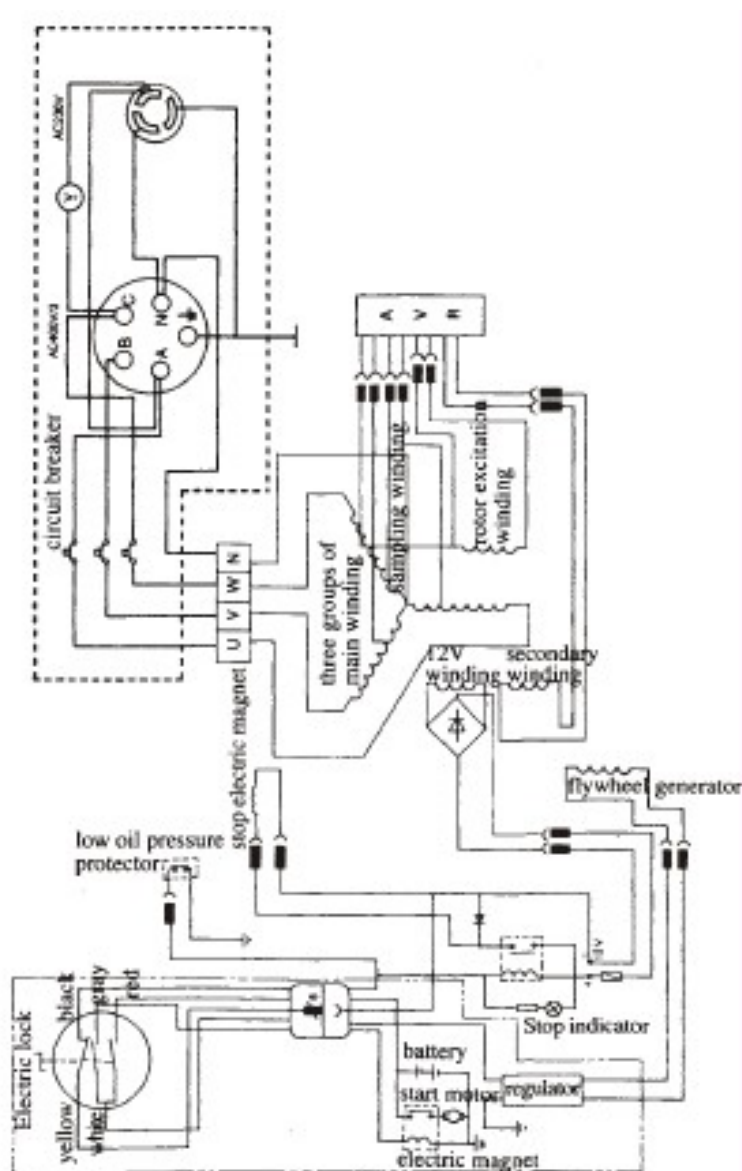 AC230V
Y
AC400V/3
C
B
N
A
circuit breaker
A
V
R
N
W
V
U
sampling winding
rotor excitation
winding
three groups of
main winding
12V
winding
secondary
winding
stop electric magnet
flywheel generator
low oil pressure
protector
Electric lock
black
gray
red
yellow
white
Stop indicator
battery
start motor
regulator
electric magnet